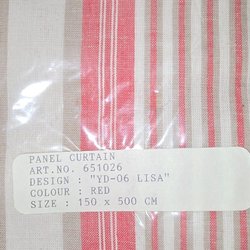 PANEL CURTAIN
ART.NO. 651026
DESIGN : "YD-06 LISA"
COLOUR : RED
SIZE : 150 x 500 CM